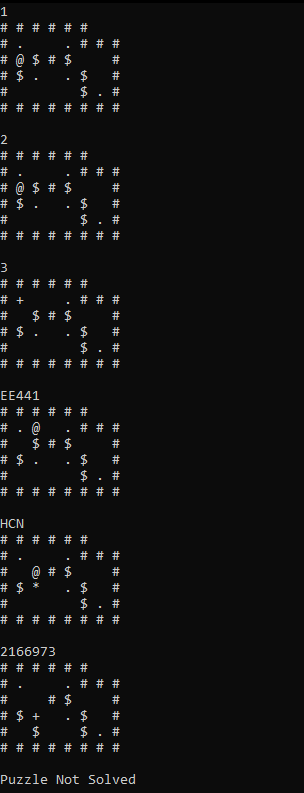 1
# # # # # #
# .     . # # #
# @ $ # $     #
# $ .   . $   #
#         $ . #
# # # # # # # #
2
# # # # # #
# .     . # # #
# @ $ # $     #
# $ .   . $   #
#         $ . #
# # # # # # # #
3
# # # # # #
# +     . # # #
#   $ # $     #
# $ .   . $   #
#         $ . #
# # # # # # # #
EE441
# # # # # #
# . @   . # # #
#   $ # $     #
# $ .   . $   #
#         $ . #
# # # # # # # #
HCN
# # # # # #
# .     . # # #
#   @ # $     #
# $ *   . $   #
#         $ . #
# # # # # # # #
2166973
# # # # # #
# .     . # # #
#     # $     #
# $ +   . $   #
#   $     $ . #
# # # # # # # #
Puzzle Not Solved